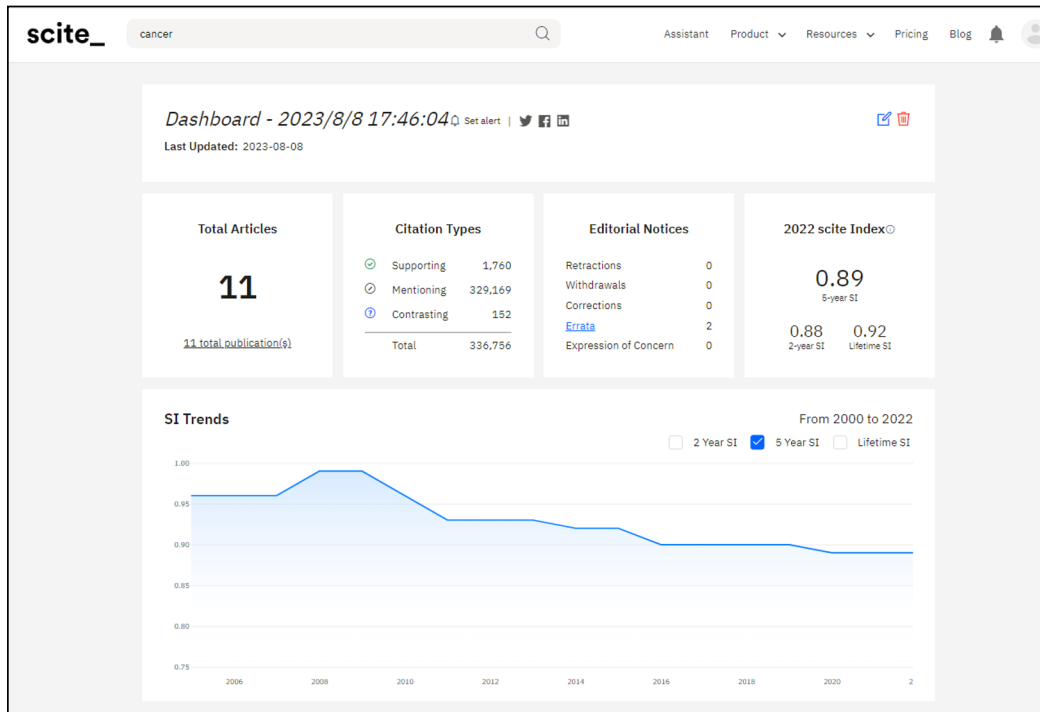 scite_
cancer
Assistant Product Resources Pricing Blog
Dashboard - 2023/8/8 17:46:04 Set alert |
Last Updated: 2023-08-08
Total Articles
11
11 total publication(s)
Citation Types
Supporting 1,760
Mentioning 329,169
Contrasting 152
Total 336,756
Editorial Notices
Retractions 0
Withdrawals 0
Corrections 0
Errata 2
Expression of Concern 0
2022 scite Index
0.89
5-year SI
0.88 0.92
2-year SI Lifetime SI
SI Trends From 2000 to 2022
2 Year SI 5 Year SI Lifetime SI
1.00
0.95
0.90
0.85
0.80
0.75
2006 2008 2010 2012 2014 2016 2018 2020 2